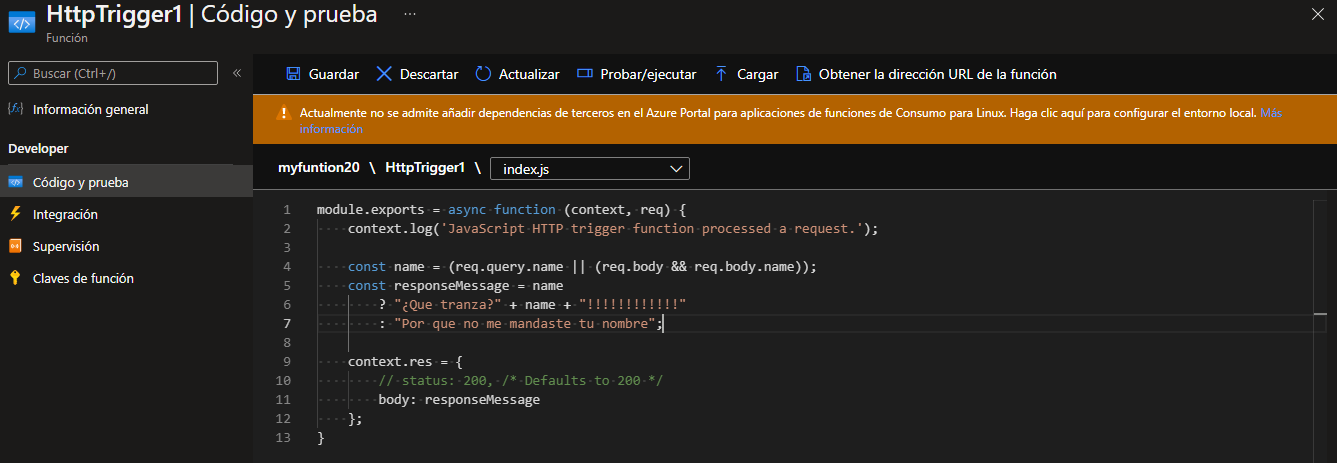 HttpTrigger1 | Código y prueba ...
Función
Buscar (Ctrl+/) «
Información general
Developer
Código y prueba
Integración
Supervisión
Claves de función
Guardar Descartar Actualizar Probar/ejecutar Cargar Obtener la dirección URL de la función
Actualmente no se admite añadir dependencias de terceros en el Azure Portal para aplicaciones de funciones de Consumo para Linux. Haga clic aquí para configurar el entorno local. Más
información
myfuntion20 \ HttpTrigger1 \ index.js
1 module.exports = async function (context, req) {
2 context.log('JavaScript HTTP trigger function processed a request.');
3
4 const name = (req.query.name || (req.body && req.body.name));
5 const responseMessage = name
6 ? "¿Que tranza?" + name + "!!!!!!!!!!!!"
7 : "Por que no me mandaste tu nombre";
8
9 context.res = {
10 // status: 200, /* Defaults to 200 */
11 body: responseMessage
12 };
13 }